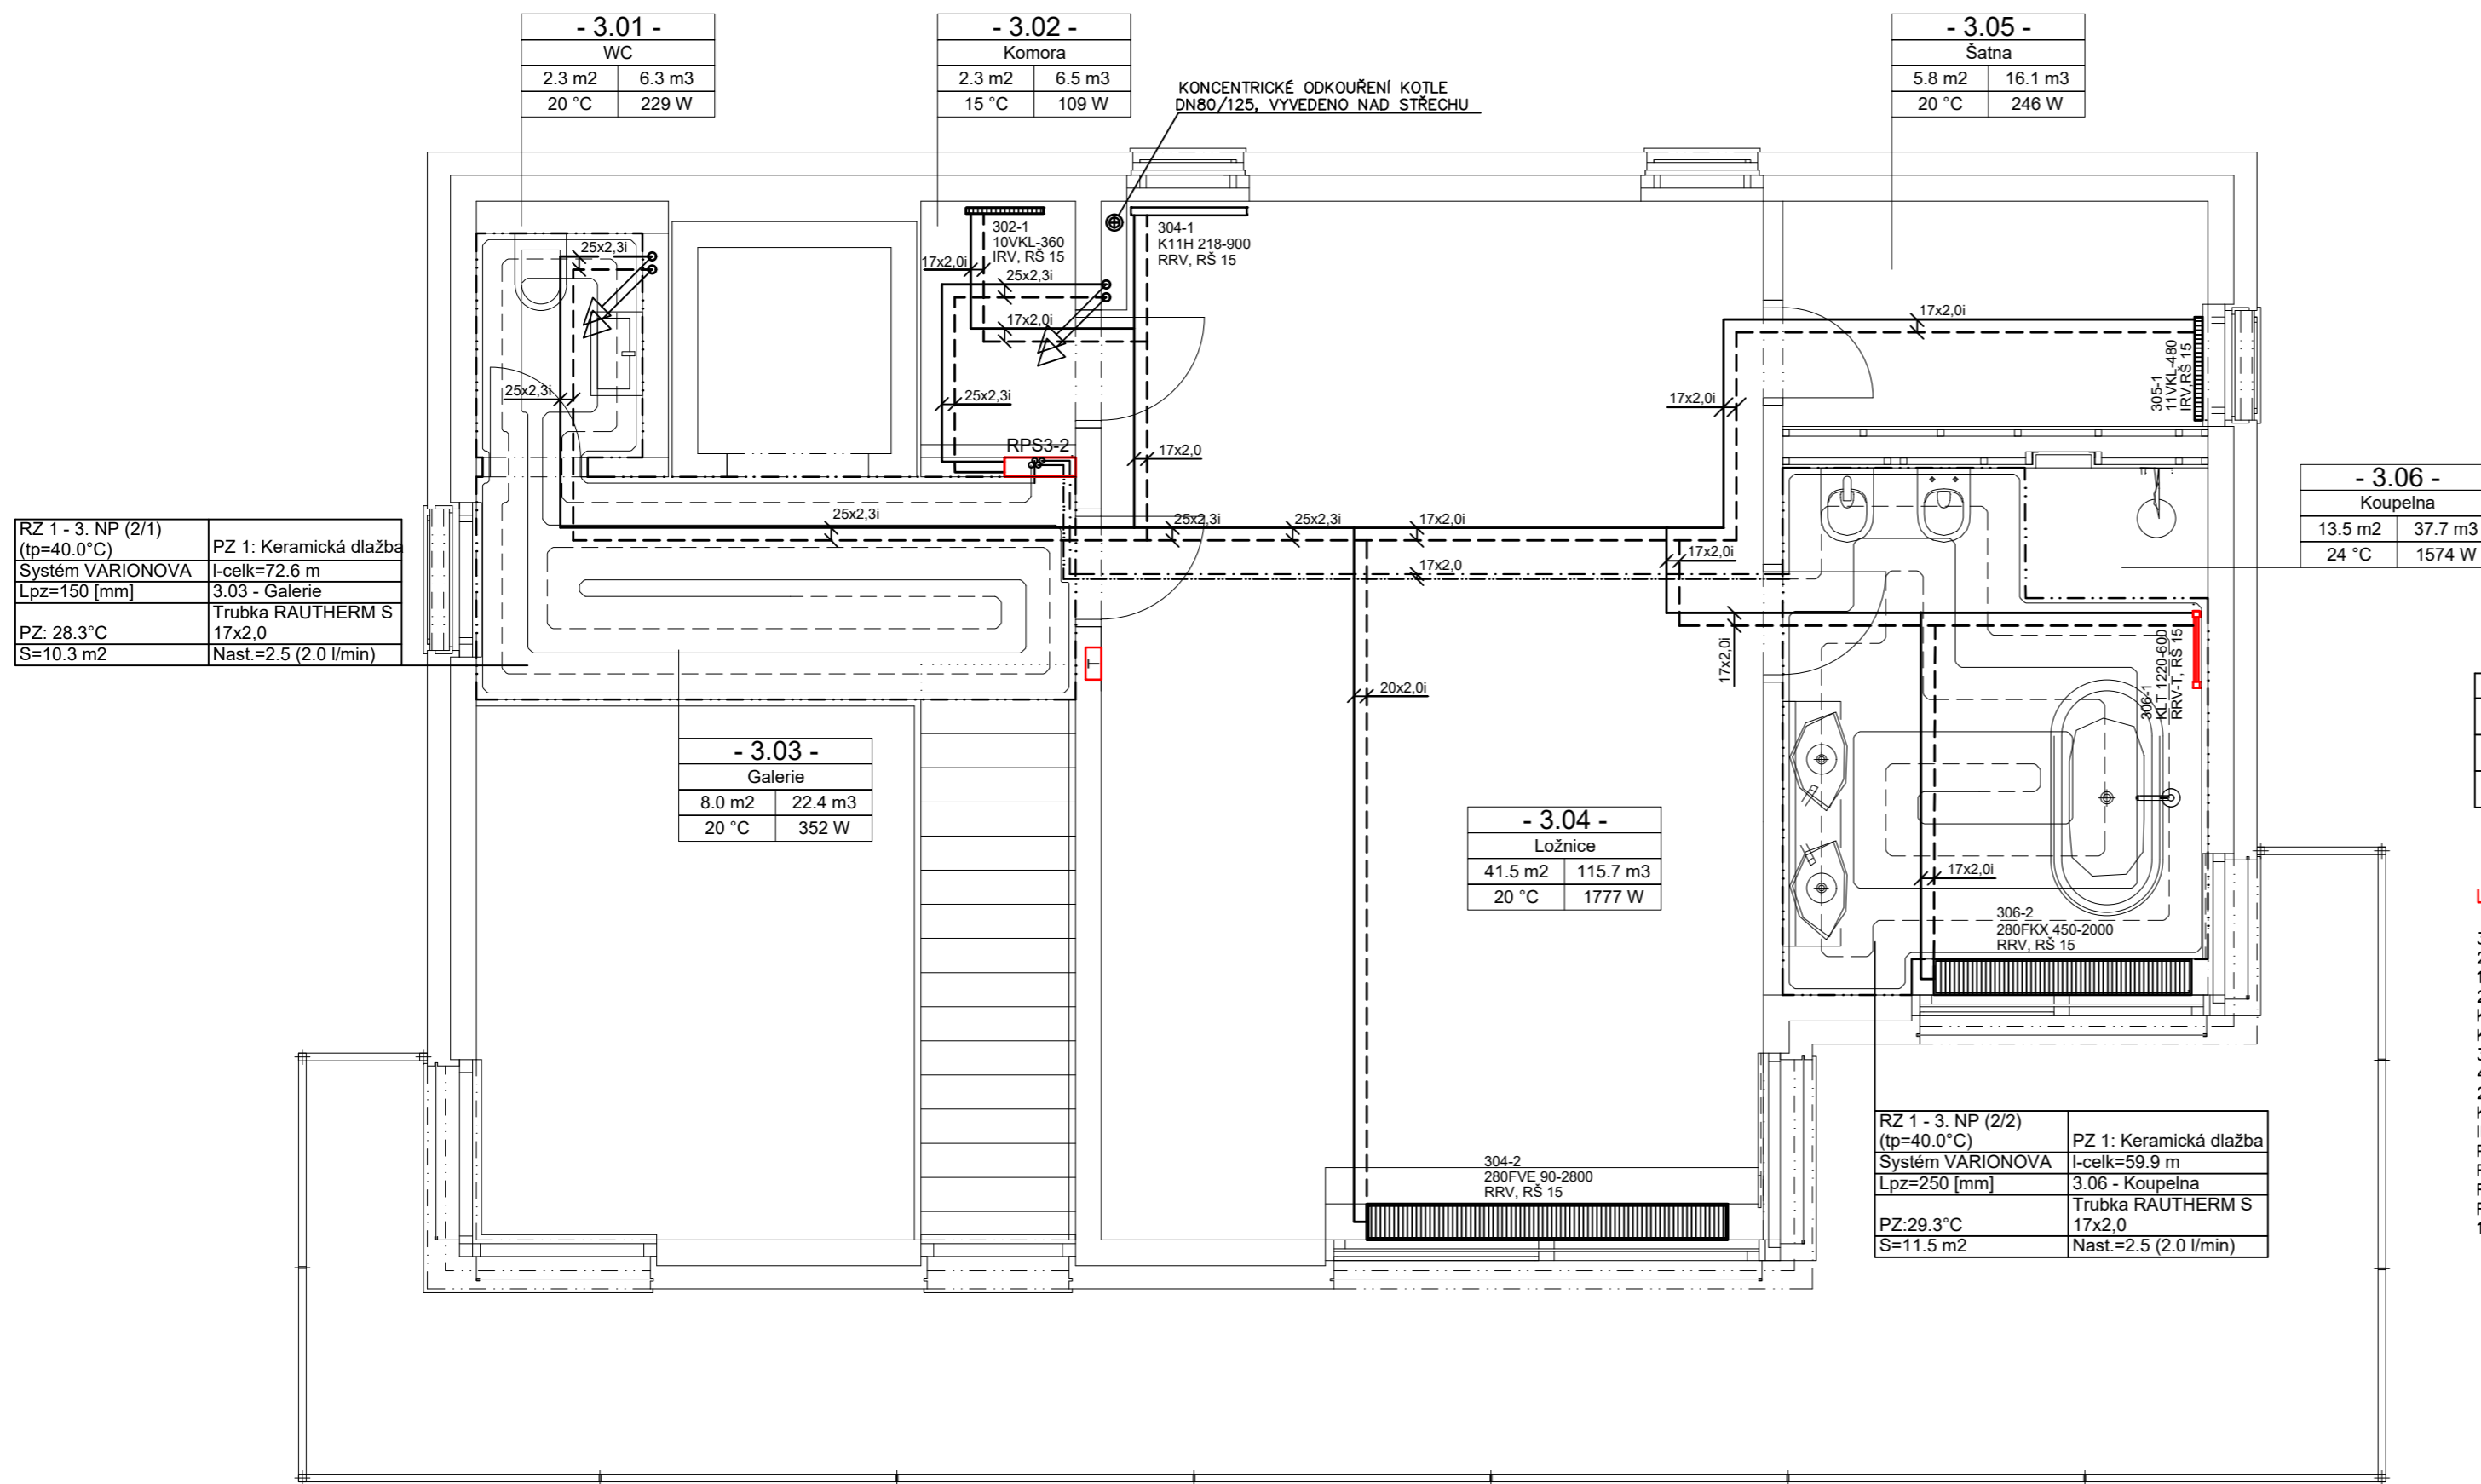 - 3.01 -
WC
2.3 m2 6.3 m3
20 °C 229 W
- 3.02 -
Komora
2.3 m2 6.5 m3
15 °C 109 W
KONCENTRICKÉ ODKOUŘENÍ KOTLE
DN80/125, VYVEDENO NAD STŘECHU
- 3.05 -
Šatna
5.8 m2 16.1 m3
20 °C 246 W
25x2,3i
302-1
10VKL-360
IRV, RŠ 15
17x2,0i
25x2,3i
17x2,0i
304-1
K11H 218-900
RRV, RŠ 15
17x2,0i
305-1
11VKL-480
IRV,RŠ 15
25x2,3i
25x2,3i
17x2,0i
RPS3-2
17x2,0
- 3.06 -
Koupelna
13.5 m2 37.7 m3
24 °C 1574 W
RZ 1 - 3. NP (2/1)
(tp=40.0°C) PZ 1: Keramická dlažba
Systém VARIONOVA l-celk=72.6 m
Lpz=150 [mm] 3.03 - Galerie
Trubka RAUTHERM S
PZ: 28.3°C 17x2,0
S=10.3 m2 Nast.=2.5 (2.0 l/min)
25x2,3i
25x2,3i
25x2,3i
17x2,0i
17x2,0i
17x2,0
17x2,0i
306-1
KLT 1220-600
RRV-T, RŠ 15
T
20x2,0i
- 3.03 -
Galerie
8.0 m2 22.4 m3
20 °C 352 W
- 3.04 -
Ložnice
41.5 m2 115.7 m3
20 °C 1777 W
17x2,0i
306-2
280FKX 450-2000
RRV, RŠ 15
304-2
280FVE 90-2800
RRV, RŠ 15
RZ 1 - 3. NP (2/2)
(tp=40.0°C) PZ 1: Keramická dlažba
Systém VARIONOVA l-celk=59.9 m
Lpz=250 [mm] 3.06 - Koupelna
Trubka RAUTHERM S
PZ:29.3°C 17x2,0
S=11.5 m2 Nast.=2.5 (2.0 l/min)